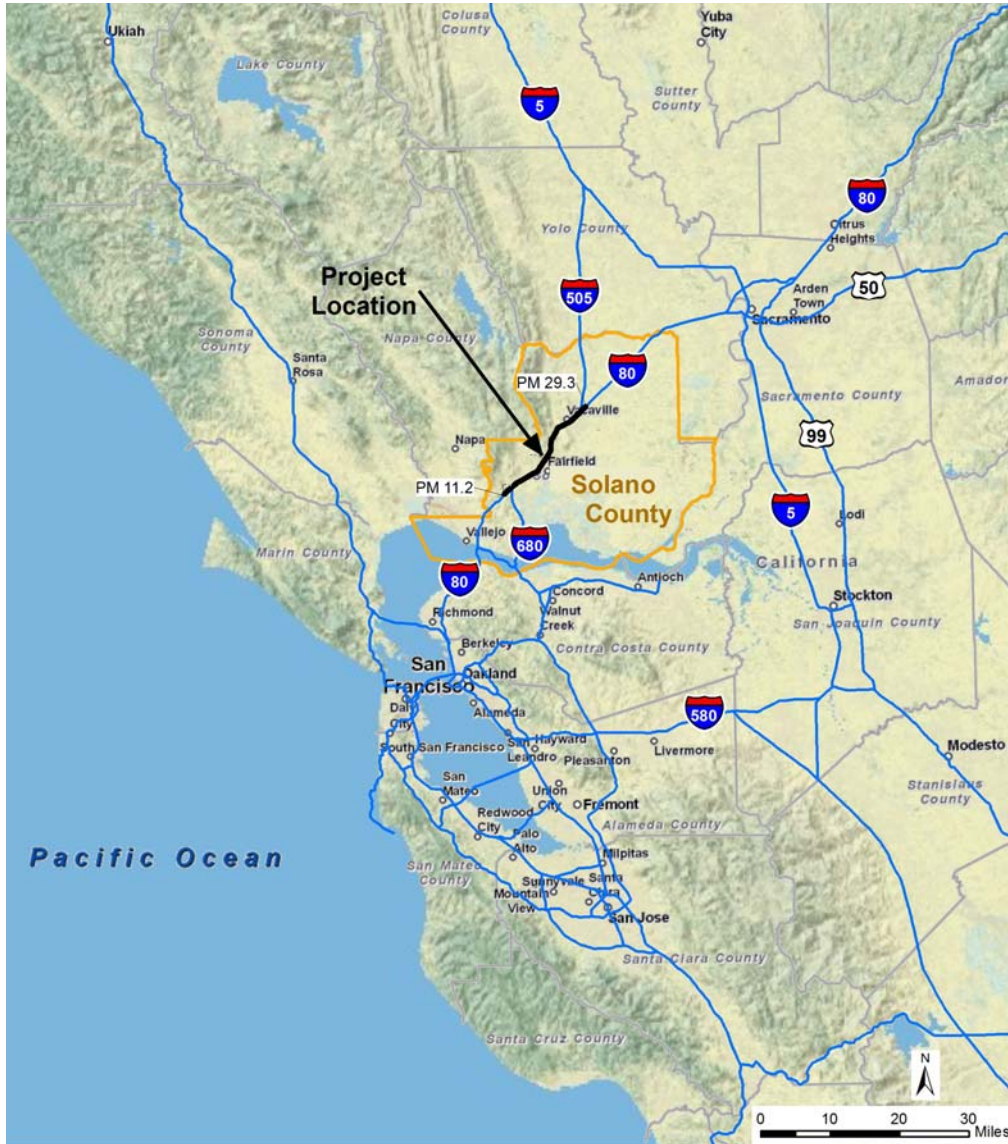 Ukiah
Colusa
County
Yuba
City
Lake County
Sutter
County
5
80
Citrus
Heights
Yolo County
50
Arden
Town
Sacramento
505
Project
Location
Napa County
Sonoma
County
Santa
Rosa
80
PM 29.3
Vacaville
Sacramento County
Amador
99
Napa
Fairfield
PM 11.2
Solano
County
5
Lodi
Vallejo
680
Marin County
California
80
Antioch
Concord
Stockton
Richmond
Walnut
Creek
San Joaquin County
Berkeley
Contra Costa County
San
Francisco
Oakland
Alameda
580
Daly
City
South San Francisco
San
Leandro
Hayward
Pleasanton
Livermore
Modesto
San
Mateo
Union
City
Stanislaus
County
Redwood
City
Fremont
Palo
Alto
Alameda County
Pacific Ocean
San Mateo
County
Milpitas
Sunnyvale
Santa
Clara
Mountain
View
San Jose
Santa Clara County
Santa Cruz County
N
0 10 20 30
Miles